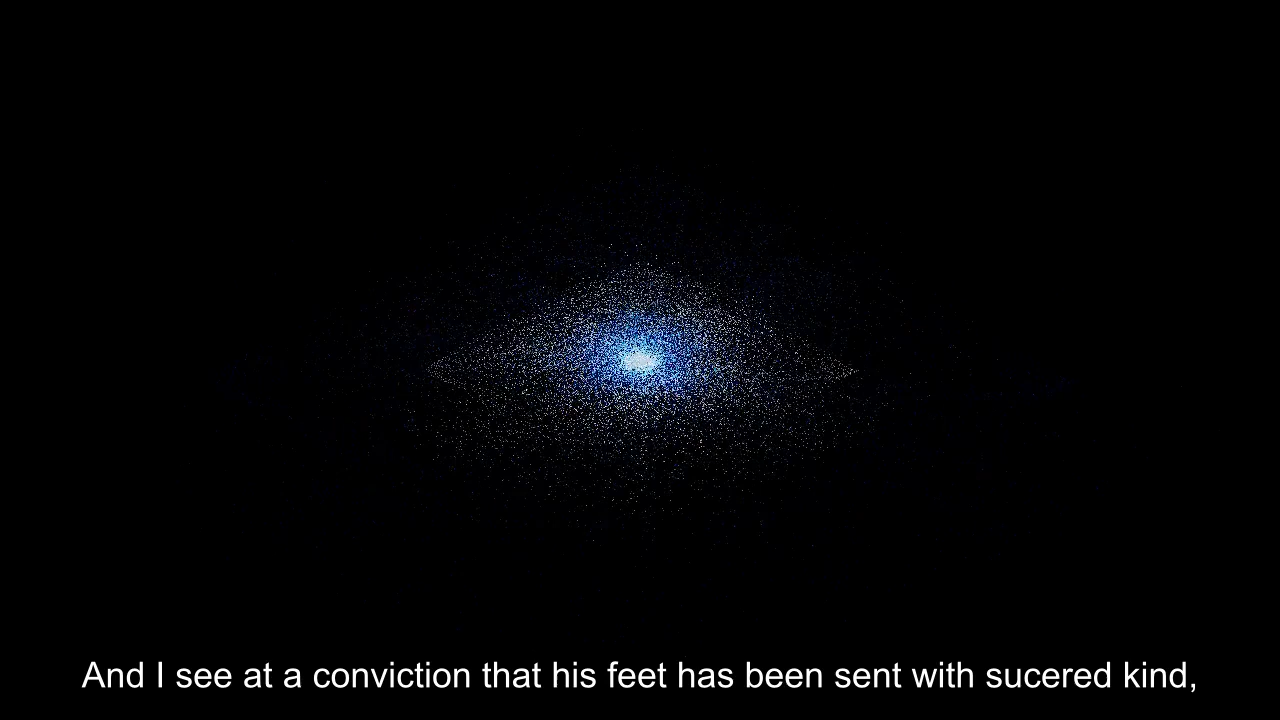 And I see at a conviction that his feet has been sent with sucered kind,